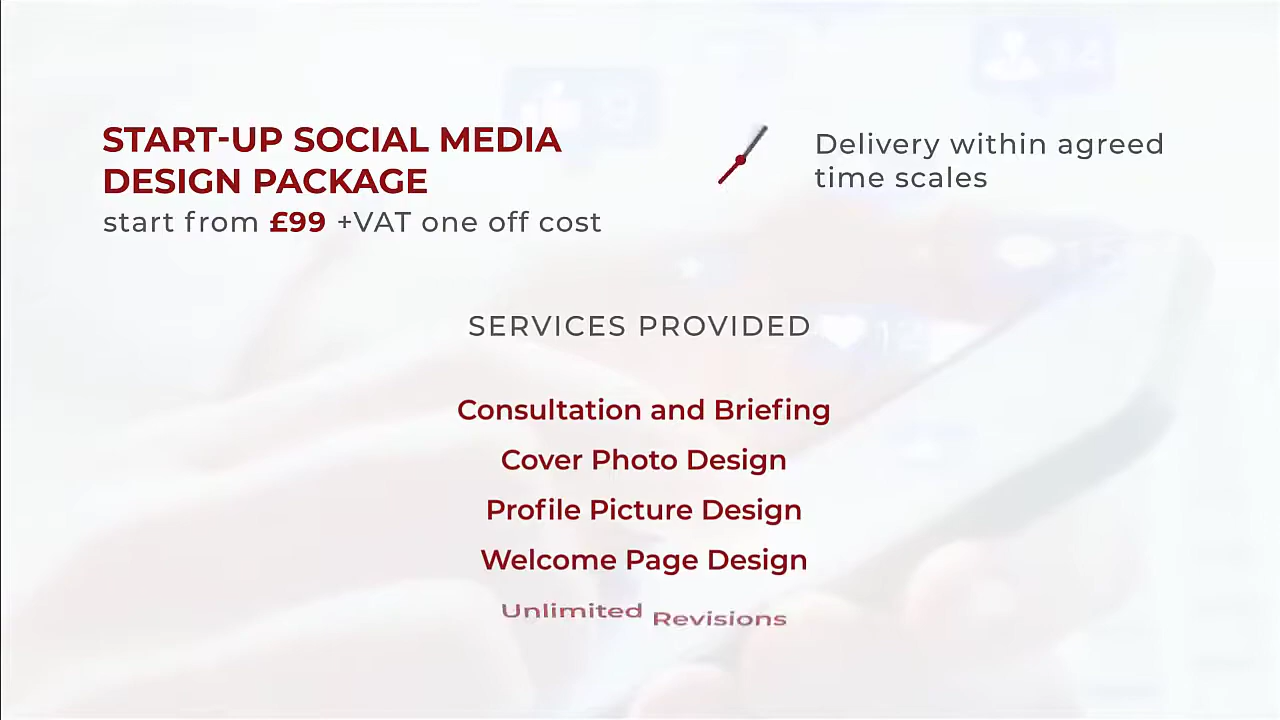 START-UP SOCIAL MEDIA
DESIGN PACKAGE
start from £99 +VAT one off cost
Delivery within agreed
time scales
SERVICES PROVIDED
Consultation and Briefing
Cover Photo Design
Profile Picture Design
Welcome Page Design
Unlimited Revisions